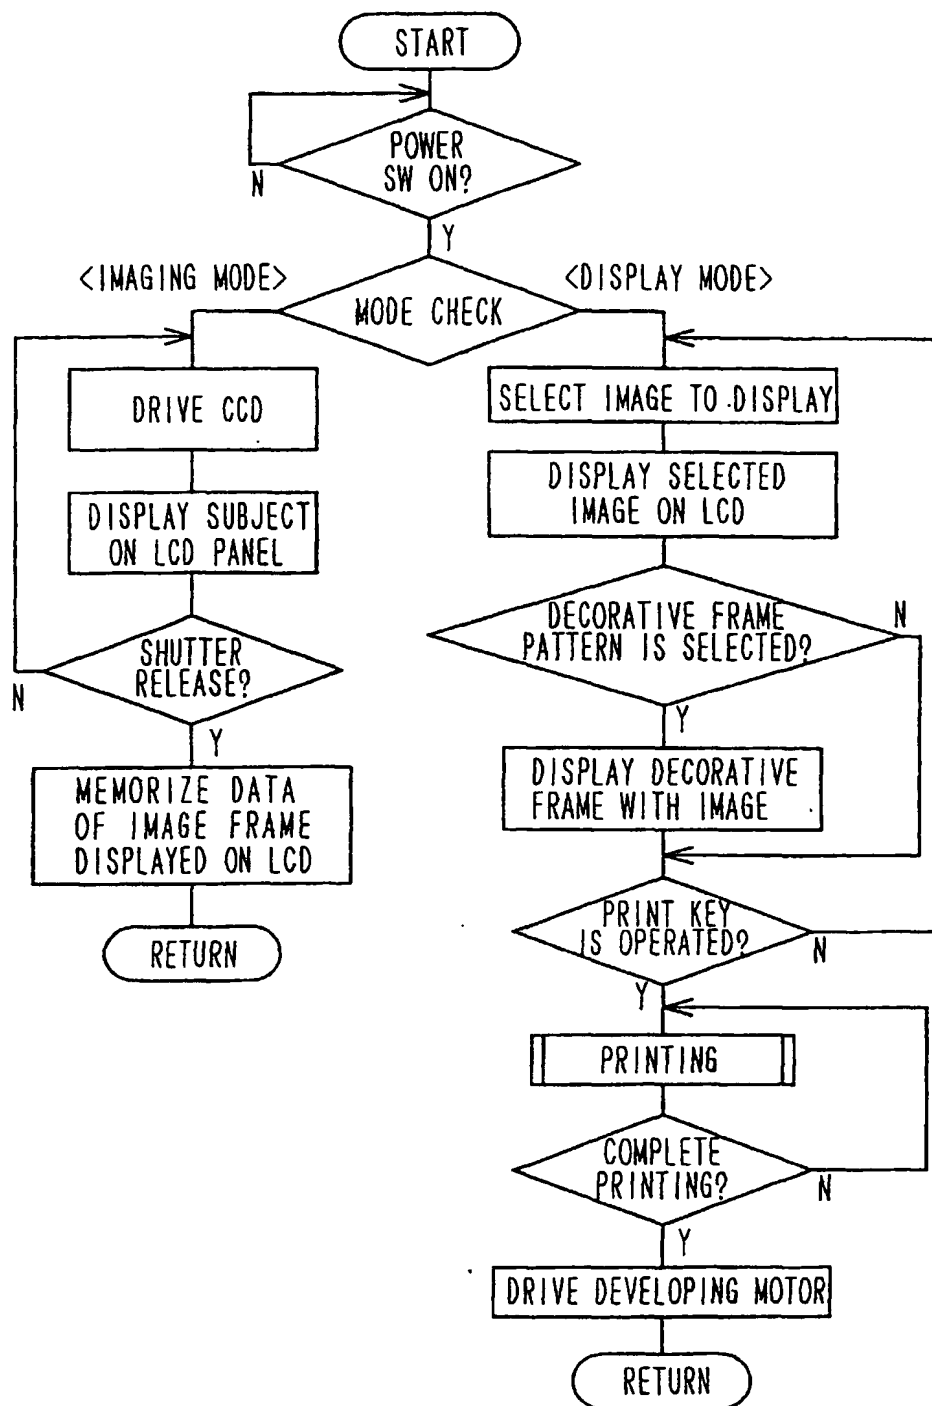 START
POWER
SW ON?
N
Y
<IMAGING MODE>
<DISPLAY MODE>
MODE CHECK
DRIVE CCD
DISPLAY SUBJECT
ON LCD PANEL
SHUTTER
RELEASE?
N
Y
MEMORIZE DATA
OF IMAGE FRAME
DISPLAYED ON LCD
RETURN
SELECT IMAGE TO DISPLAY
DISPLAY SELECTED
IMAGE ON LCD
DECORATIVE FRAME
PATTERN IS SELECTED?
N
Y
DISPLAY DECORATIVE
FRAME WITH IMAGE
PRINT KEY
IS OPERATED?
N
Y
PRINTING
COMPLETE
PRINTING?
N
Y
DRIVE DEVELOPING MOTOR
RETURN